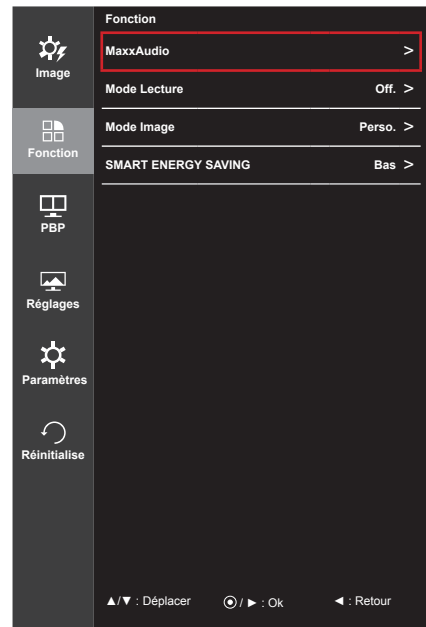 Fonction
MaxxAudio >
Mode Lecture Off. >
Mode Image Perso. >
SMART ENERGY SAVING Bas >
Image
Fonction
PBP
Réglages
Paramètres
Réinitialise
▲/▼ : Déplacer ⦿ / ► : Ok ◄ : Retour